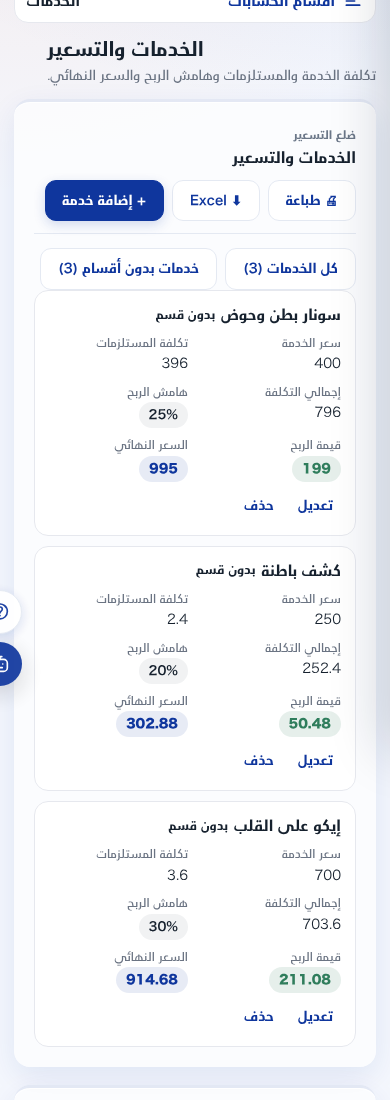 أقسام الحسابات
الخدمات
الخدمات والتسعير
تكلفة الخدمة والمستلزمات وهامش الربح والسعر النهائي.
ضلع التسعير
الخدمات والتسعير
طباعة
Excel
+ إضافة خدمة
كل الخدمات (3)
خدمات بدون أقسام (3)
سونار بطن وحوض بدون قسم
سعر الخدمة
تكلفة المستلزمات
400
396
إجمالي التكلفة
هامش الربح
796
25%
قيمة الربح
السعر النهائي
199
995
تعديل
حذف
كشف باطنة بدون قسم
سعر الخدمة
تكلفة المستلزمات
250
2.4
إجمالي التكلفة
هامش الربح
252.4
20%
قيمة الربح
السعر النهائي
50.48
302.88
تعديل
حذف
إيكو على القلب بدون قسم
سعر الخدمة
تكلفة المستلزمات
700
3.6
إجمالي التكلفة
هامش الربح
703.6
30%
قيمة الربح
السعر النهائي
211.08
914.68
تعديل
حذف